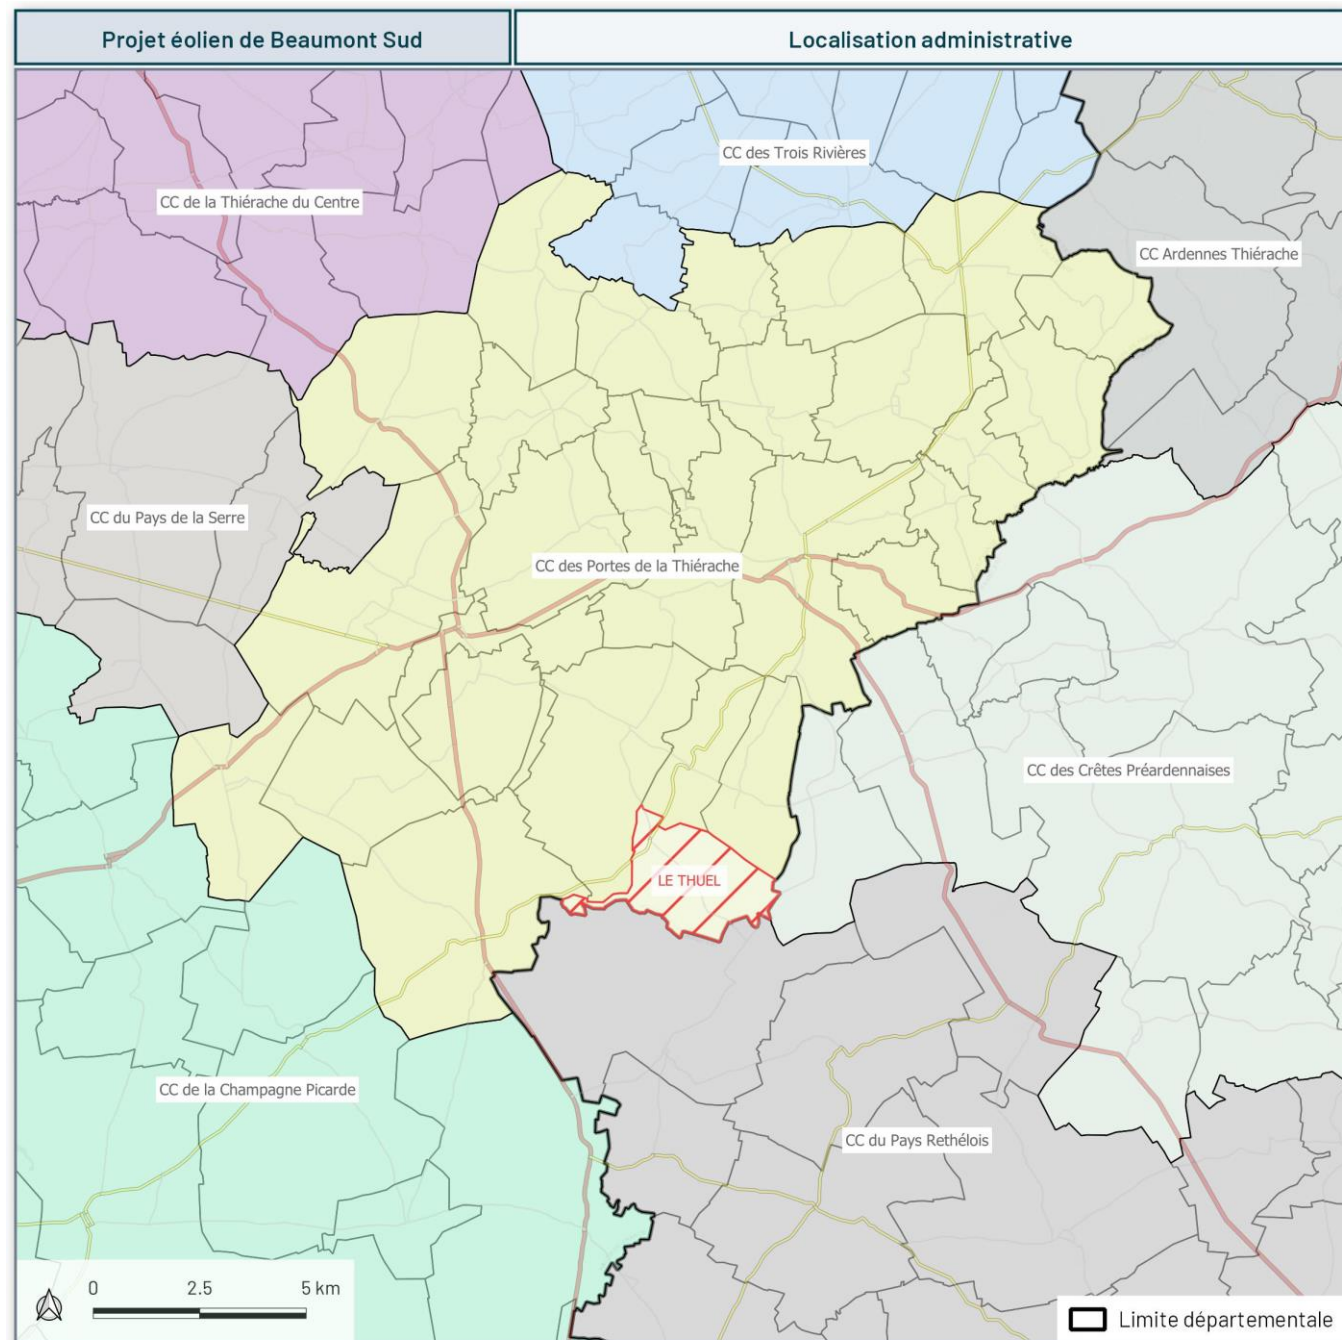 Projet éolien de Beaumont Sud
Localisation administrative
CC des Trois Rivières
CC de la Thiérache du Centre
CC Ardennes Thiérache
CC du Pays de la Serre
CC des Portes de la Thiérache
CC des Crêtes Préardennaises
LE THUEL
CC de la Champagne Picarde
CC du Pays Rethélois
0 2.5 5 km
Limite départementale